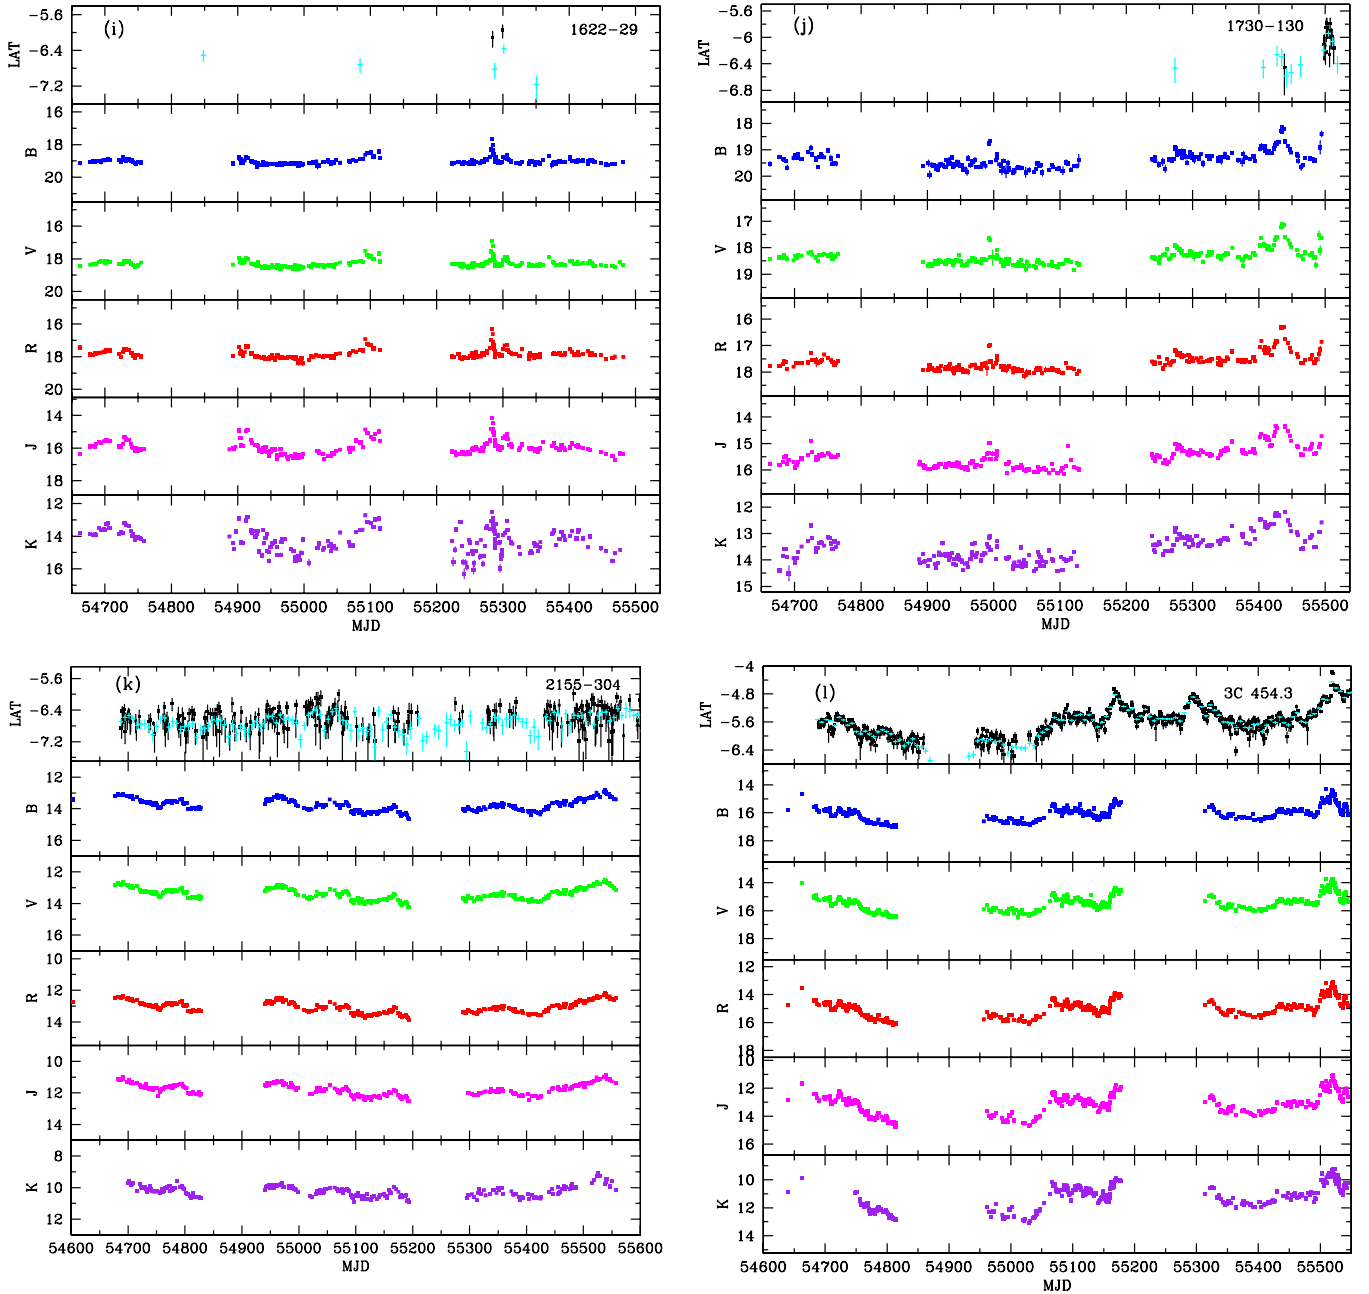 (i) 1622-29
LAT
-5.6
-6.4
-7.2
B
16
18
20
V
16
18
20
R
16
18
20
J
14
16
18
K
12
14
16
54700 54800 54900 55000 55100 55200 55300 55400 55500
MJD
(j) 1730-130
LAT
-5.6
-6
-6.4
-6.8
B
18
19
20
V
17
18
19
R
16
17
18
J
14
15
16
K
12
13
14
15
54700 54800 54900 55000 55100 55200 55300 55400 55500
MJD
(k) 2155-304
LAT
-5.6
-6.4
-7.2
B
12
14
16
V
12
14
16
R
10
12
14
J
10
12
14
K
8
10
12
54600 54700 54800 54900 55000 55100 55200 55300 55400 55500 55600
MJD
(l) 3C 454.3
LAT
-4
-4.8
-5.6
-6.4
B
14
16
18
V
14
16
18
R
12
14
16
18
J
10
12
14
16
K
10
12
14
54600 54700 54800 54900 55000 55100 55200 55300 55400 55500
MJD